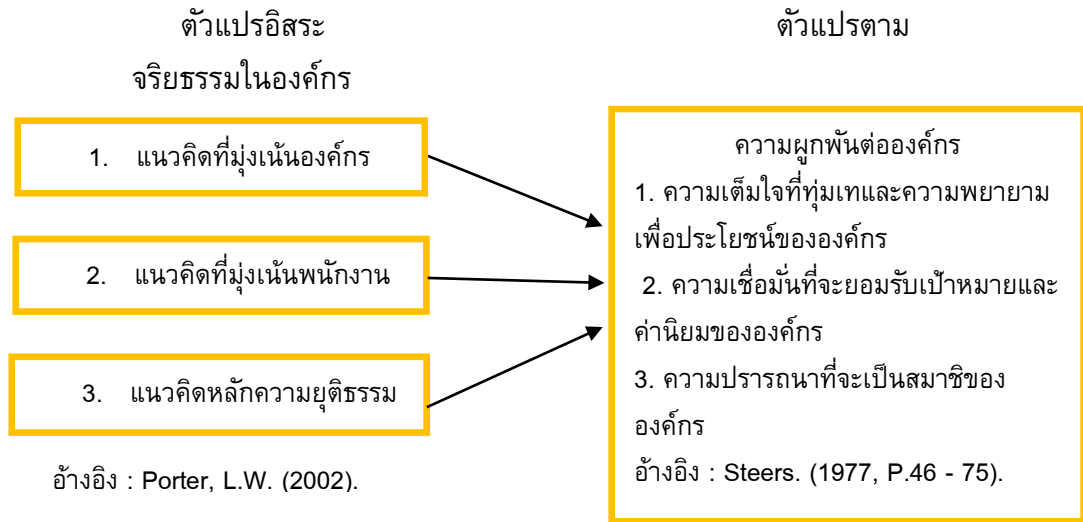 ตัวแปรอิสระ
จริยธรรมในองค์กร
1. แนวคิดที่มุ่งเน้นองค์กร
2. แนวคิดที่มุ่งเน้นพนักงาน
3. แนวคิดหลักความยุติธรรม
อ้างอิง : Porter, L.W. (2002).
ตัวแปรตาม
ความผูกพันต่อองค์กร
1. ความเต็มใจที่ทุ่มเทและความพยายาม
เพื่อประโยชน์ขององค์กร
2. ความเชื่อมั่นที่จะยอมรับเป้าหมายและ
ค่านิยมขององค์กร
3. ความปรารถนาที่จะเป็นสมาชิของ
องค์กร
อ้างอิง : Steers. (1977, P.46 - 75).